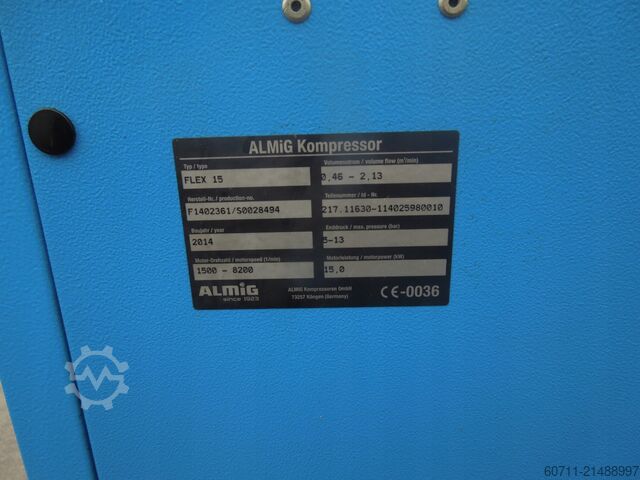 ALMiG Kompressor
Typ / type
Volumenstrom / volume flow (m³/min)
FLEX 15
0,46 - 2,13
Herstell-Nr. / production-no.
Teilenummer / Id - Nr.
F1402361/S0028494
217.11630-114025980010
Baujahr / year
Enddruck / max. pressure (bar)
2014
5-13
Motor-Drehzahl / motorspeed (1/min)
Motorleistung / motorpower (kW)
1500 - 8200
15,0
ALMiG
since 1923
ALMIG Kompressoren GmbH
73257 Köngen (Germany)
CE-0036
60711-21488997